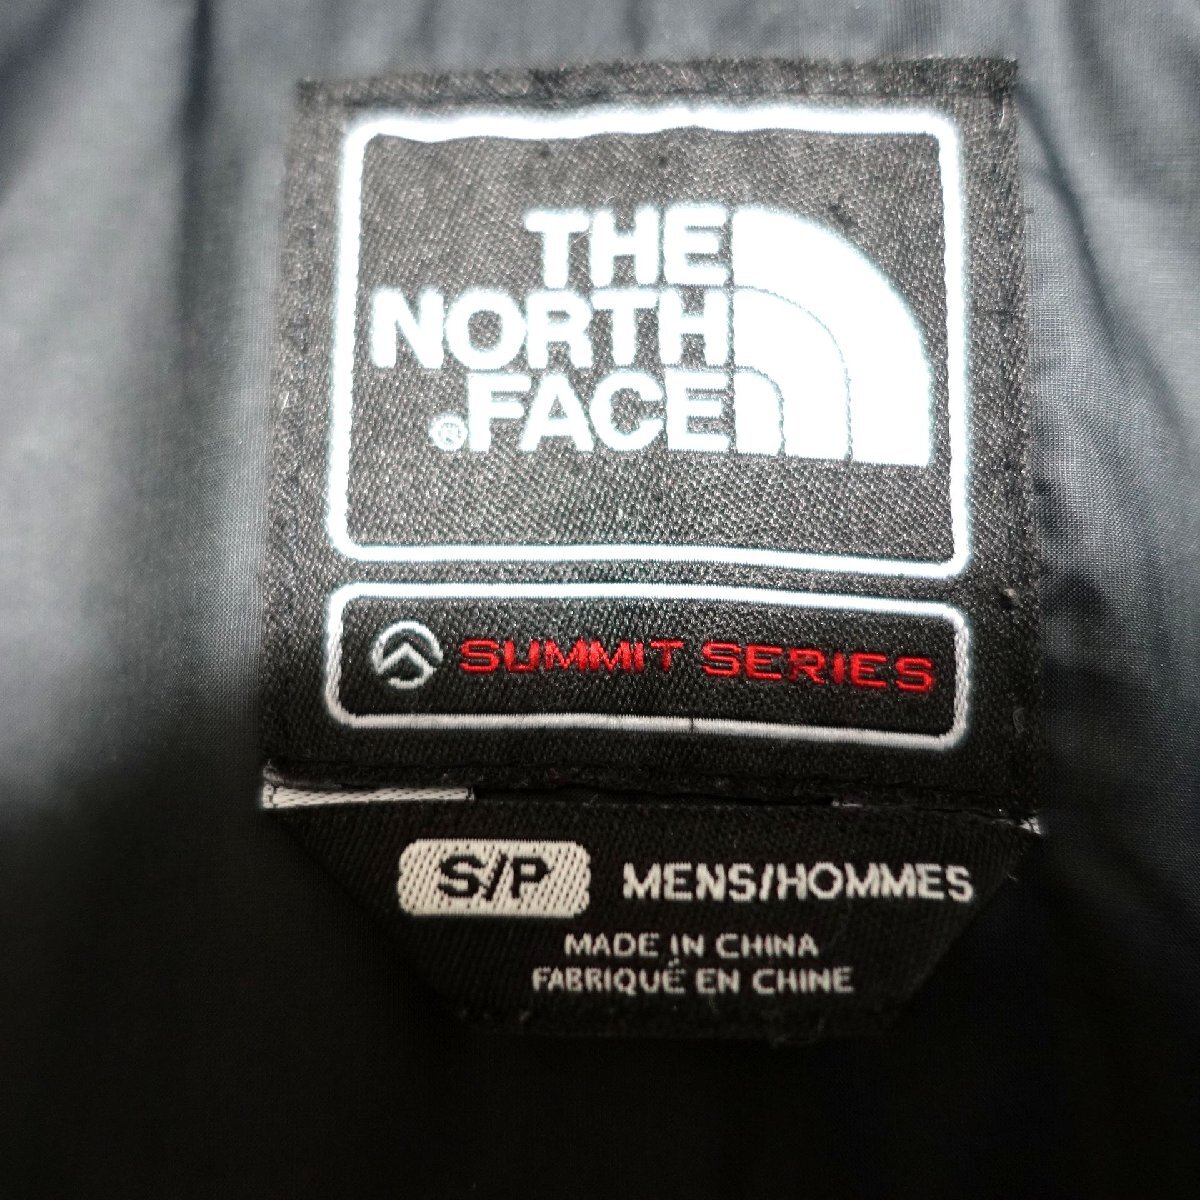 THE
NORTH
®FACE
SUMMIT SERIES
S/P MENS/HOMMES
MADE IN CHINA
FABRIQUÉ EN CHINE